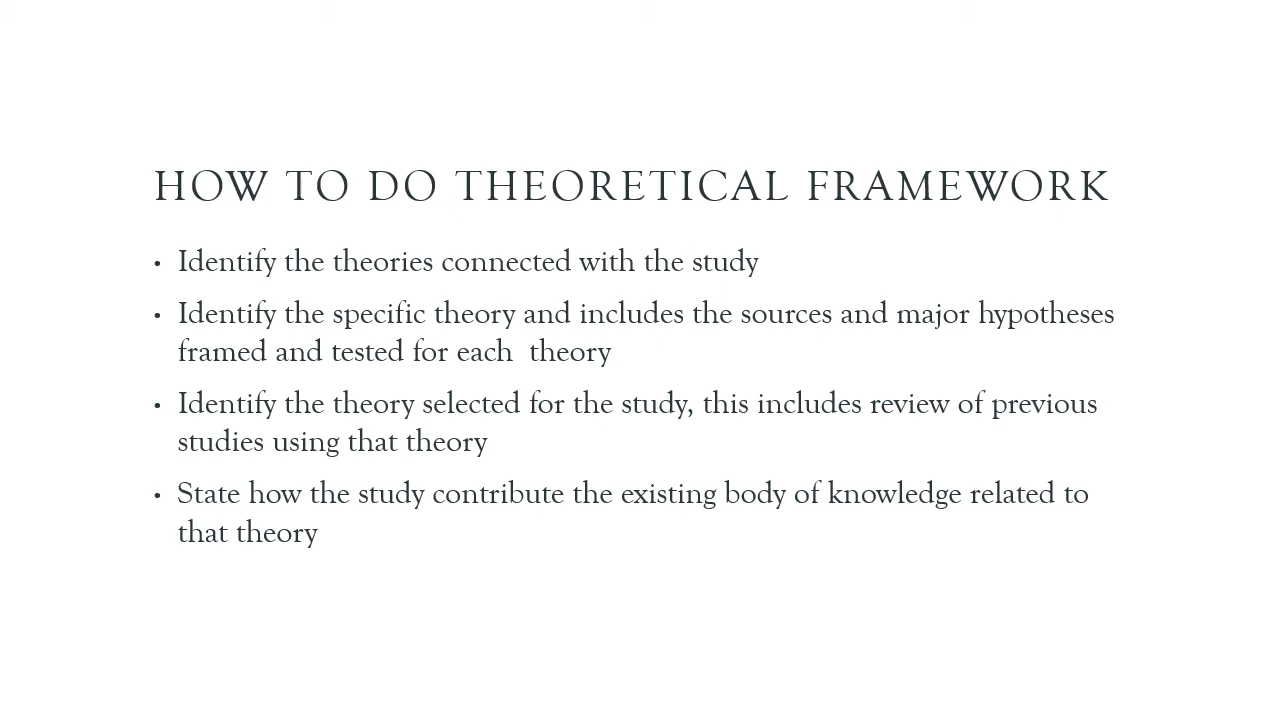 HOW TO DO THEORETICAL FRAMEWORK
• Identify the theories connected with the study
• Identify the specific theory and includes the sources and major hypotheses
framed and tested for each  theory
• Identify the theory selected for the study, this includes review of previous
studies using that theory
• State how the study contribute the existing body of knowledge related to
that theory